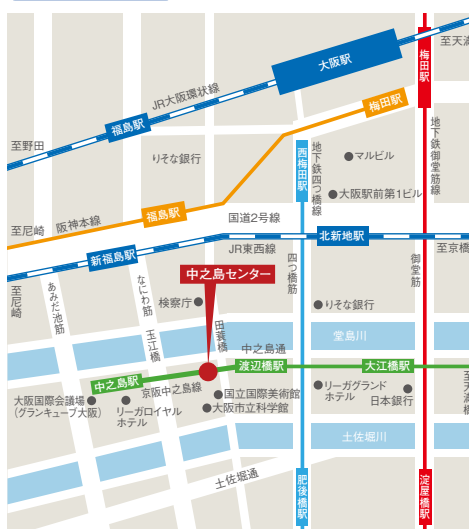 至天満
梅田駅
大阪駅
JR大阪環状線
梅田駅
福島駅
至野田
りそな銀行
西梅田駅
地下鉄四つ橋線
マルビル
地下鉄御堂筋線
大阪駅前第1ビル
福島駅
国道2号線
阪神本線
至尼崎
北新地駅
JR東西線
至京橋
新福島駅
中之島センター
四つ橋筋
御堂筋
至尼崎
あみだ池筋
なにわ筋
検察庁
田蓑橋
りそな銀行
玉江橋
堂島川
中之島通
渡辺橋駅
大江橋駅
中之島駅
京阪中之島線
国立国際美術館
大阪市立科学館
リーガグランド
ホテル
日本銀行
至天満橋
大阪国際会議場
(グランキューブ大阪)
リーガロイヤル
ホテル
土佐堀川
土佐堀通
肥後橋駅
淀屋橋駅